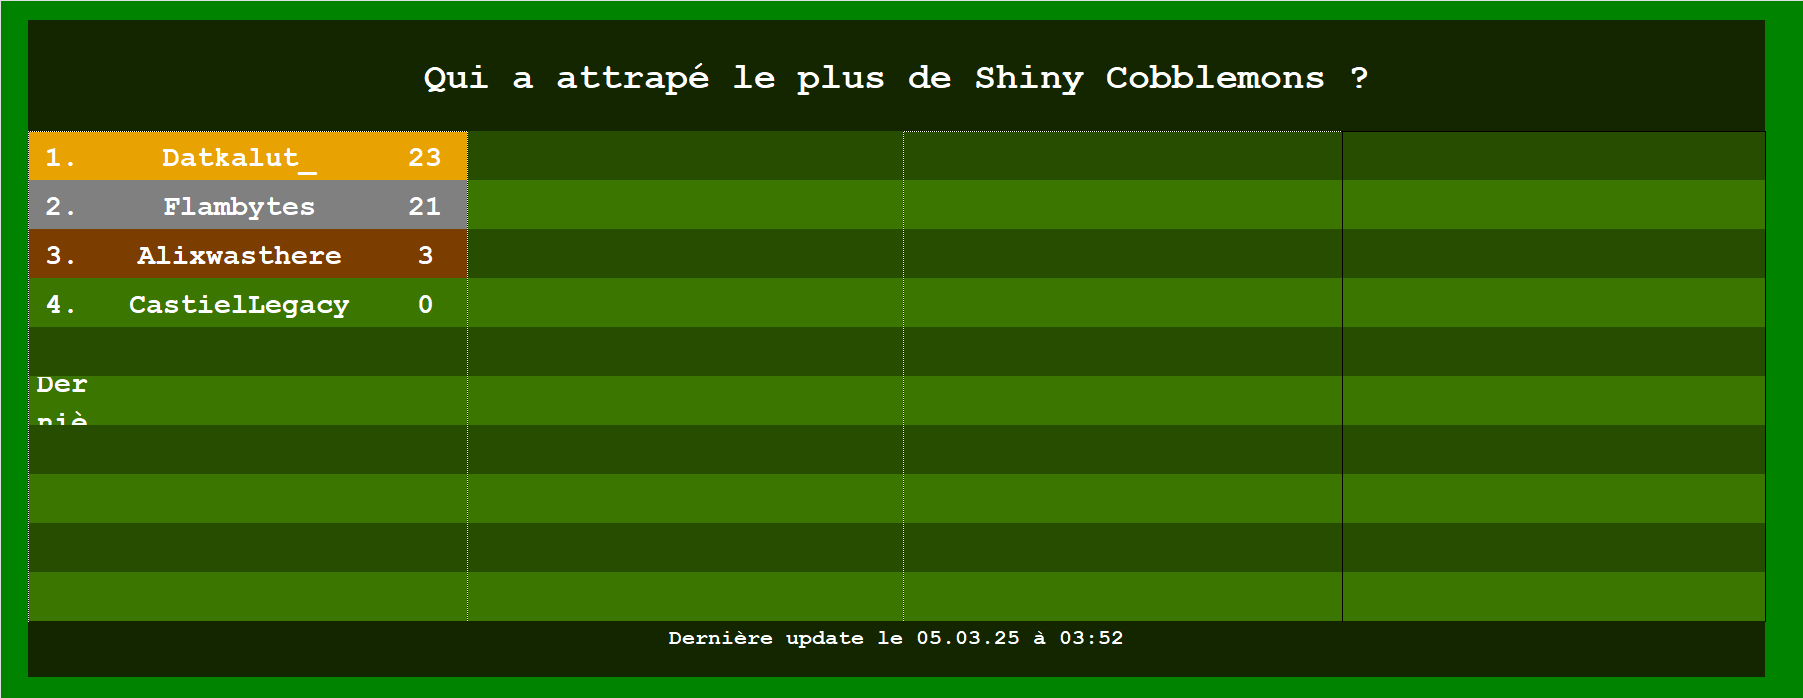 Qui a attrapé le plus de Shiny Cobblemons ?
1. Datkalut_ 23
2. Flambytes 21
3. Alixwasthere 3
4. CastielLegacy 0
Der
niè
Dernière update le 05.03.25 à 03:52